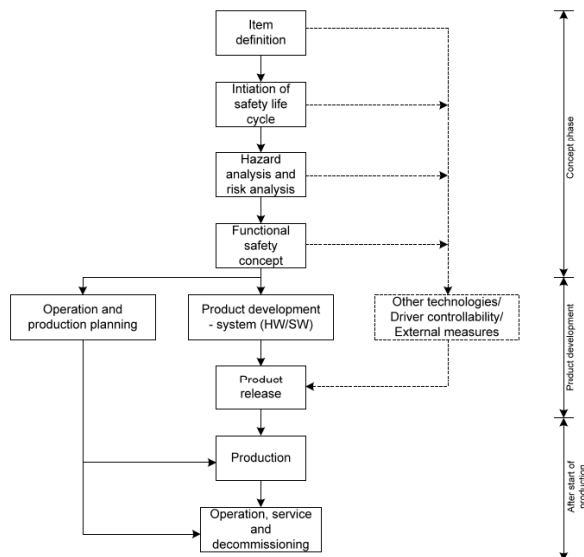 Item
definition
Intiation of
safety life
cycle
Hazard
analysis and
risk analysis
Functional
safety
concept
Concept phase
Operation and
production planning
Product development
- system (HW/SW)
Other technologies/
Driver controllability/
External measures
Product development
Product
release
Production
Operation, service
and
decommissioning
After start of
production